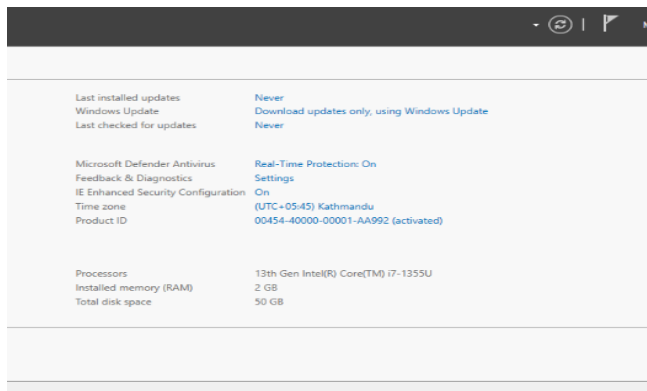 Last installed updates Never
Windows Update Download updates only, using Windows Update
Last checked for updates Never
Microsoft Defender Antivirus Real-Time Protection: On
Feedback & Diagnostics Settings
IE Enhanced Security Configuration On
Time zone (UTC+05:45) Kathmandu
Product ID 00454-40000-00001-AA992 (activated)
Processors 13th Gen Intel(R) Core(TM) i7-1355U
Installed memory (RAM) 2 GB
Total disk space 50 GB